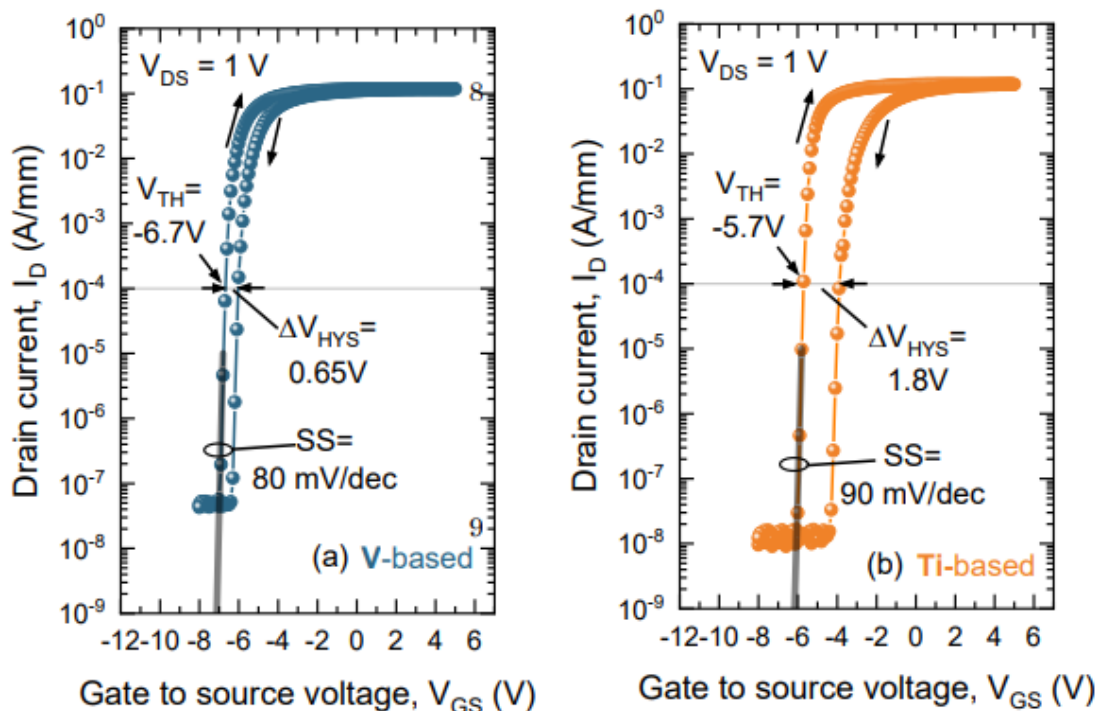 10⁰
10⁻¹
10⁻²
10⁻³
10⁻⁴
10⁻⁵
10⁻⁶
10⁻⁷
10⁻⁸
10⁻⁹
Drain current, I_D (A/mm)
V_DS = 1 V
8
V_TH=
-6.7V
ΔV_HYS=
0.65V
SS=
80 mV/dec
9
(a) V-based
-12 -10 -8 -6 -4 -2 0 2 4 6
Gate to source voltage, V_GS (V)
10⁰
10⁻¹
10⁻²
10⁻³
10⁻⁴
10⁻⁵
10⁻⁶
10⁻⁷
10⁻⁸
10⁻⁹
Drain current, I_D (A/mm)
V_DS = 1 V
V_TH=
-5.7V
ΔV_HYS=
1.8V
SS=
90 mV/dec
(b) Ti-based
-12 -10 -8 -6 -4 -2 0 2 4 6
Gate to source voltage, V_GS (V)